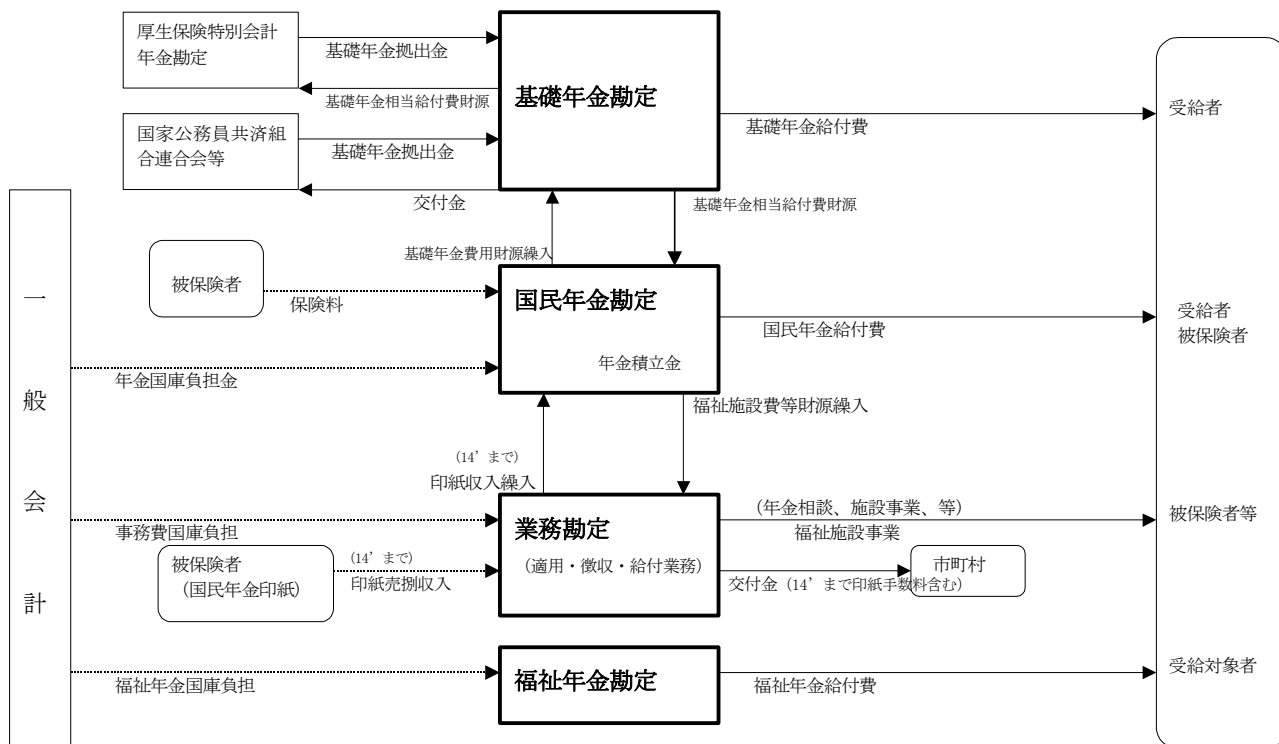 厚生保険特別会計
年金勘定
基礎年金拠出金
基礎年金相当給付費財源
国家公務員共済組
合連合会等
基礎年金拠出金
交付金
基礎年金勘定
基礎年金給付費
受給者
基礎年金費用財源繰入
基礎年金相当給付費財源
一般会計
被保険者
保険料
国民年金勘定
年金積立金
国民年金給付費
受給者
被保険者
年金国庫負担金
福祉施設費等財源繰入
(14’まで)
印紙収入繰入
事務費国庫負担
業務勘定
(適用・徴収・給付業務)
(年金相談、施設事業、等)
福祉施設事業
被保険者等
被保険者
(国民年金印紙)
(14’まで)
印紙売捌収入
交付金(14’まで印紙手数料含む)
市町村
福祉年金国庫負担
福祉年金勘定
福祉年金給付費
受給対象者